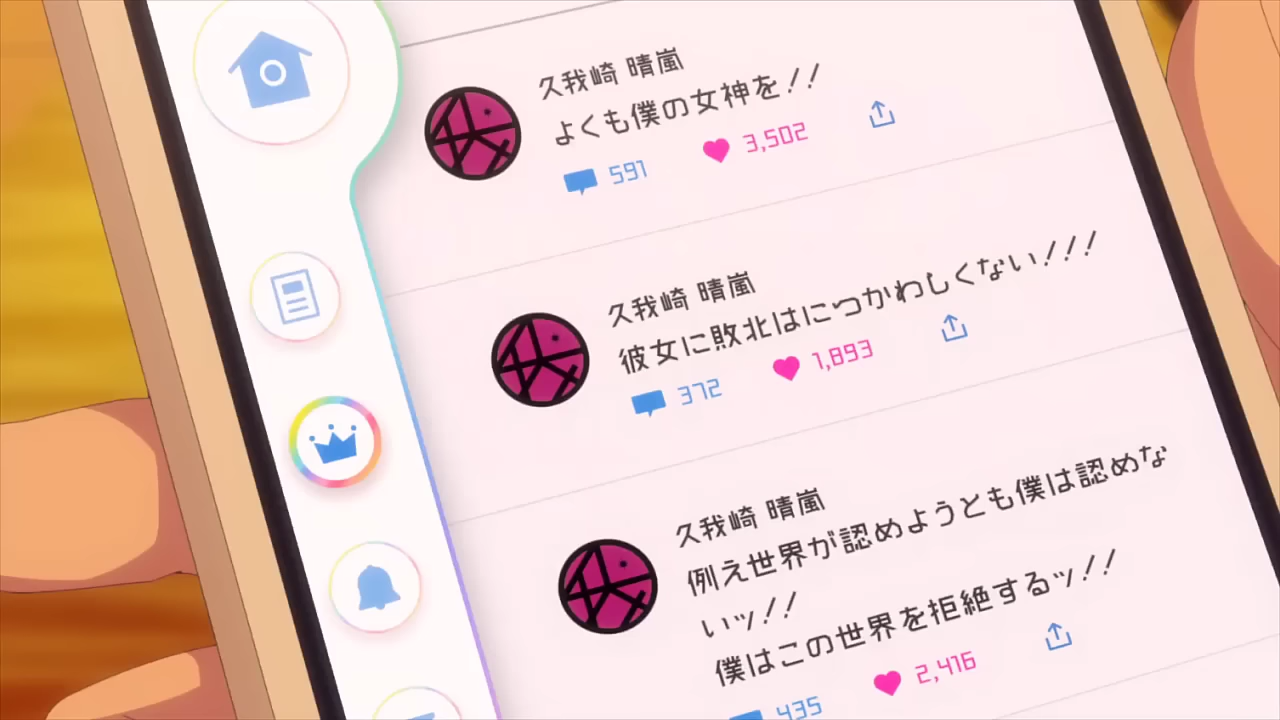 久我崎 晴嵐
よくも僕の女神を！！
591 3,502
久我崎 晴嵐
彼女に敗北はにつかわしくない！！！
372 1,893
久我崎 晴嵐
例え世界が認めようとも僕は認めな
いッ！！
僕はこの世界を拒絶するッ！！
435 2,416